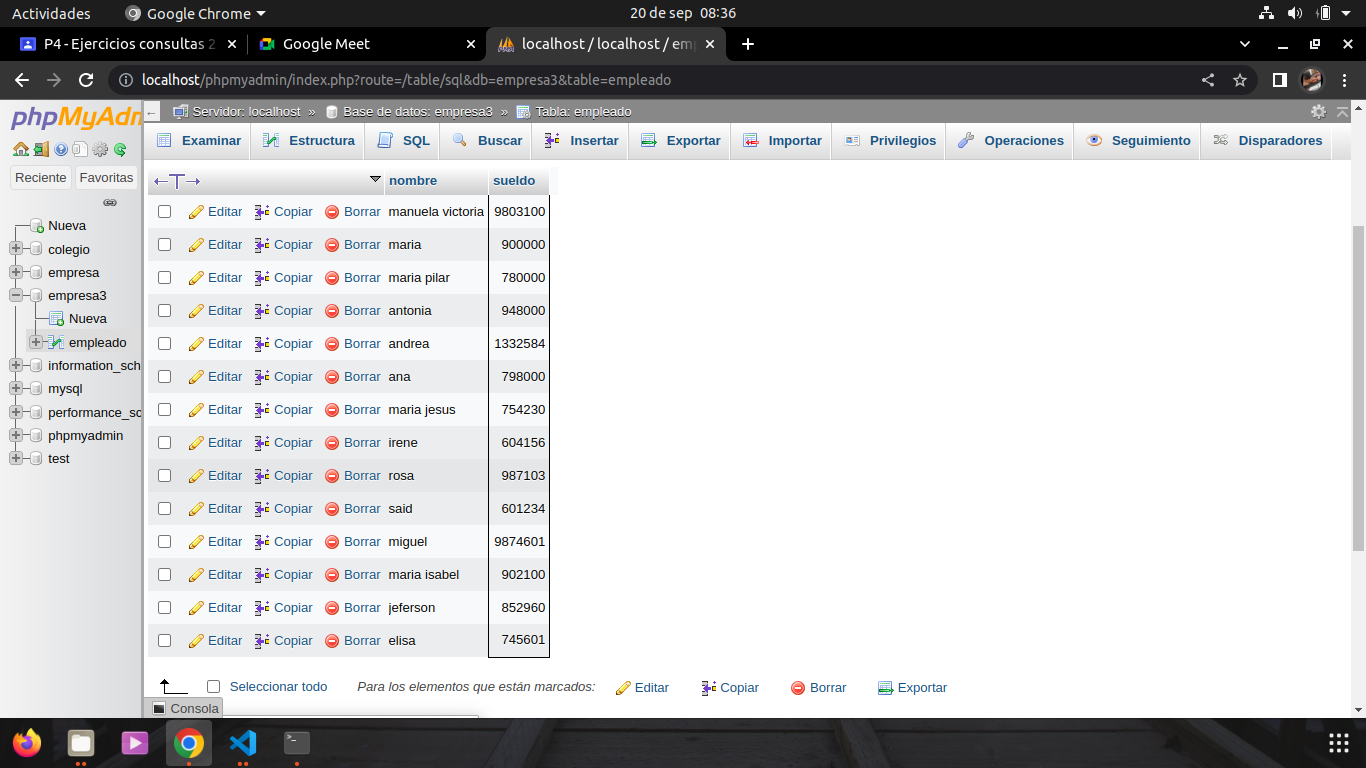 Actividades Google Chrome 20 de sep 08:36
P4 - Ejercicios consultas 2 Google Meet localhost / localhost / emp
localhost/phpmyadmin/index.php?route=/table/sql&db=empresa3&table=empleado
phpMyAdm
Servidor: localhost » Base de datos: empresa3 » Tabla: empleado
Examinar Estructura SQL Buscar Insertar Exportar Importar Privilegios Operaciones Seguimiento Disparadores
Reciente Favoritas
Nueva
colegio
empresa
empresa3
Nueva
empleado
information_sch
mysql
performance_sc
phpmyadmin
test
nombre sueldo
Editar Copiar Borrar manuela victoria 9803100
Editar Copiar Borrar maria 900000
Editar Copiar Borrar maria pilar 780000
Editar Copiar Borrar antonia 948000
Editar Copiar Borrar andrea 1332584
Editar Copiar Borrar ana 798000
Editar Copiar Borrar maria jesus 754230
Editar Copiar Borrar irene 604156
Editar Copiar Borrar rosa 987103
Editar Copiar Borrar said 601234
Editar Copiar Borrar miguel 9874601
Editar Copiar Borrar maria isabel 902100
Editar Copiar Borrar jeferson 852960
Editar Copiar Borrar elisa 745601
Seleccionar todo Para los elementos que están marcados: Editar Copiar Borrar Exportar
Consola